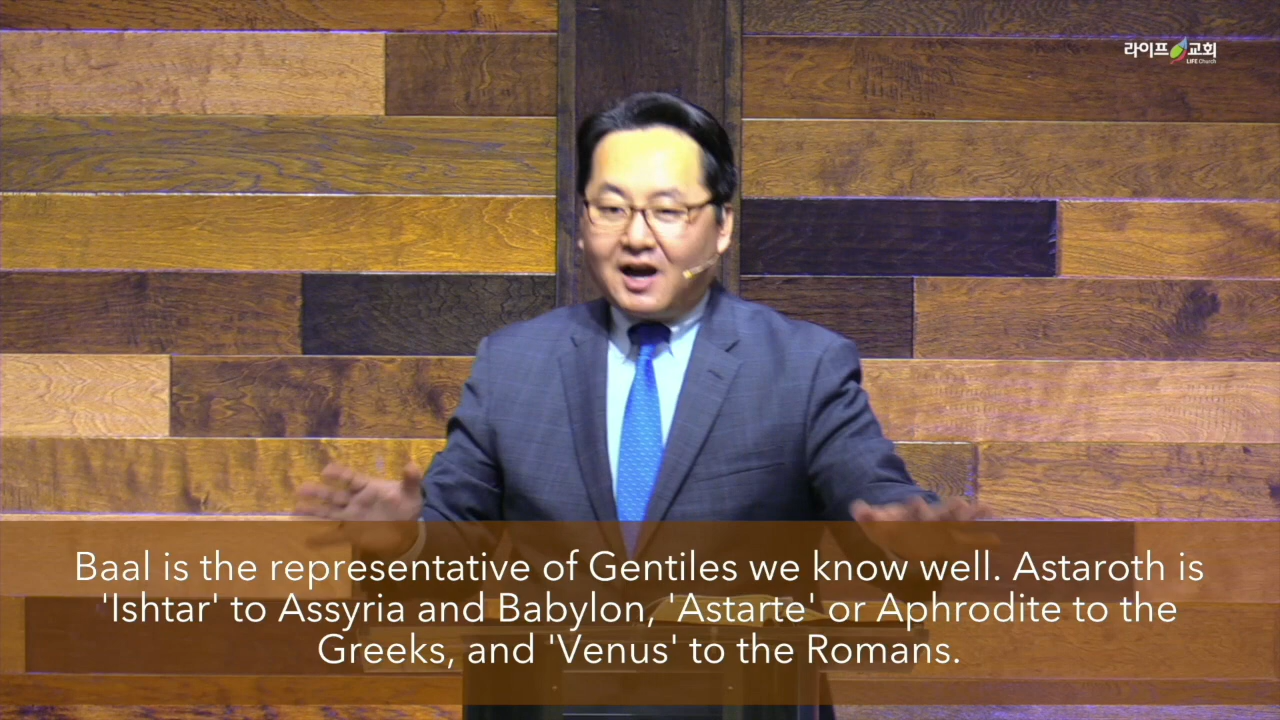 라이프 교회
LIFE Church
Baal is the representative of Gentiles we know well. Astaroth is
'Ishtar' to Assyria and Babylon, 'Astarte' or Aphrodite to the
Greeks, and 'Venus' to the Romans.